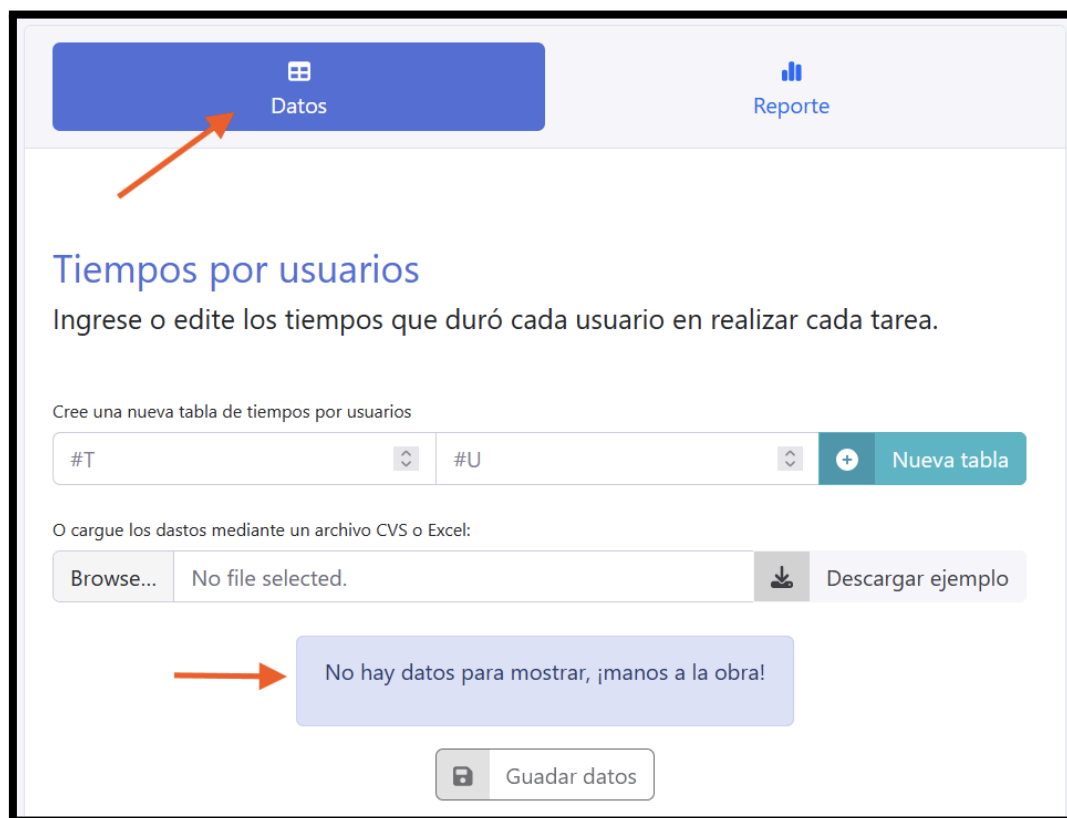 Datos
Reporte
Tiempos por usuarios
Ingrese o edite los tiempos que duró cada usuario en realizar cada tarea.
Cree una nueva tabla de tiempos por usuarios
#T #U Nueva tabla
O cargue los dastos mediante un archivo CVS o Excel:
Browse... No file selected. Descargar ejemplo
No hay datos para mostrar, ¡manos a la obra!
Guadar datos